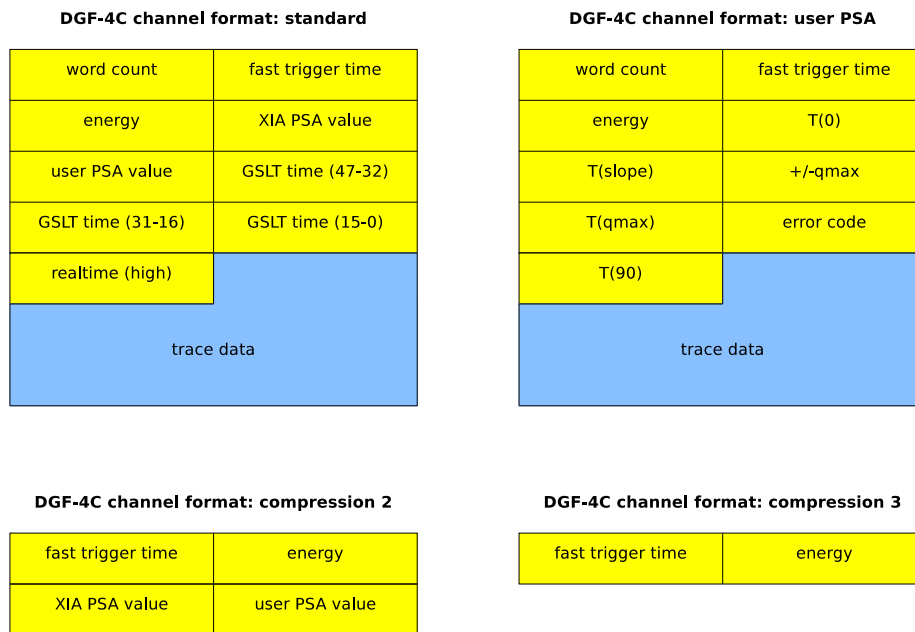 DGF-4C channel format: standard
word count
fast trigger time
energy
XIA PSA value
user PSA value
GSLT time (47-32)
GSLT time (31-16)
GSLT time (15-0)
realtime (high)
trace data
DGF-4C channel format: user PSA
word count
fast trigger time
energy
T(0)
T(slope)
+/-qmax
T(qmax)
error code
T(90)
trace data
DGF-4C channel format: compression 2
fast trigger time
energy
XIA PSA value
user PSA value
DGF-4C channel format: compression 3
fast trigger time
energy